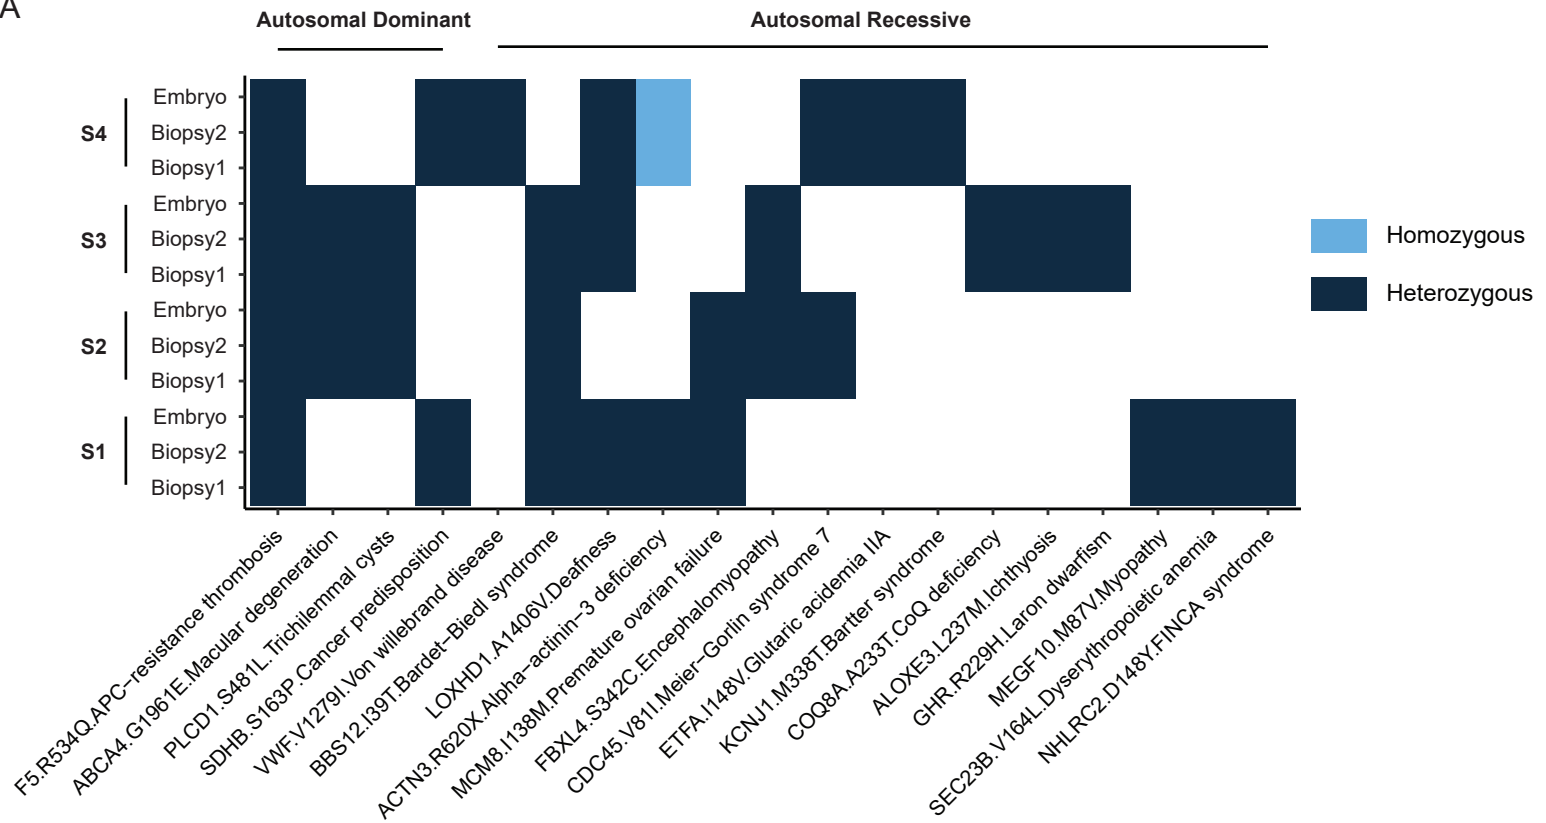 A
Autosomal Dominant
Autosomal Recessive
S4
Embryo
Biopsy2
Biopsy1
S3
Embryo
Biopsy2
Biopsy1
S2
Embryo
Biopsy2
Biopsy1
S1
Embryo
Biopsy2
Biopsy1
Homozygous
Heterozygous
F5.R534Q.APC−resistance thrombosis
ABCA4.G1961E.Macular degeneration
PLCD1.S481L.Trichilemmal cysts
SDHB.S163P.Cancer predisposition
VWF.V1279I.Von willebrand disease
BBS12.I39T.Bardet−Biedl syndrome
LOXHD1.A1406V.Deafness
ACTN3.R620X.Alpha−actinin−3 deficiency
MCM8.I138M.Premature ovarian failure
FBXL4.S342C.Encephalomyopathy
CDC45.V81I.Meier−Gorlin syndrome 7
ETFA.I148V.Glutaric acidemia IIA
KCNJ1.M338T.Bartter syndrome
COQ8A.A233T.CoQ deficiency
ALOXE3.L237M.Ichthyosis
GHR.R229H.Laron dwarfism
MEGF10.M87V.Myopathy
SEC23B.V164L.Dyserythropoietic anemia
NHLRC2.D148Y.FINCA syndrome